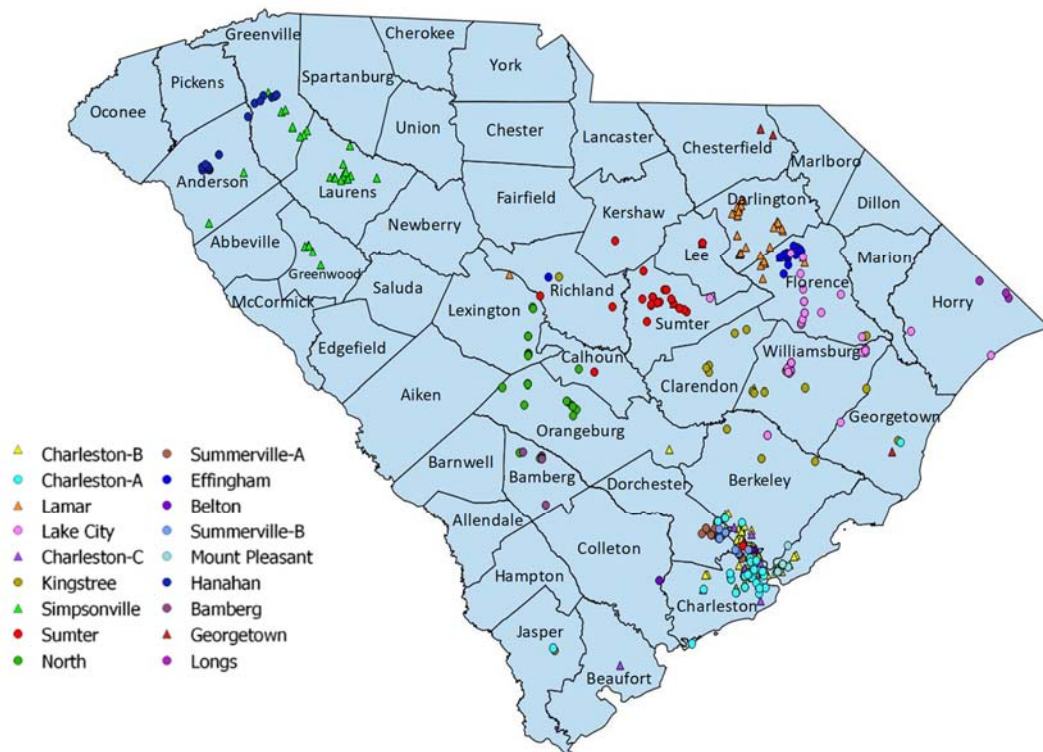 Greenville
Cherokee
York
Spartanburg
Pickens
Oconee
Union
Chester
Lancaster
Chesterfield
Marlboro
Anderson
Laurens
Fairfield
Kershaw
Darlington
Dillon
Newberry
Lee
Abbeville
Greenwood
Saluda
Richland
Florence
Marion
Horry
McCormick
Lexington
Sumter
Edgefield
Calhoun
Williamsburg
Clarendon
Aiken
Georgetown
Orangeburg
Barnwell
Bamberg
Dorchester
Berkeley
Allendale
Colleton
Hampton
Charleston
Jasper
Beaufort
Charleston-B
Charleston-A
Lamar
Lake City
Charleston-C
Kingstree
Simpsonville
Sumter
North
Summerville-A
Effingham
Belton
Summerville-B
Mount Pleasant
Hanahan
Bamberg
Georgetown
Longs